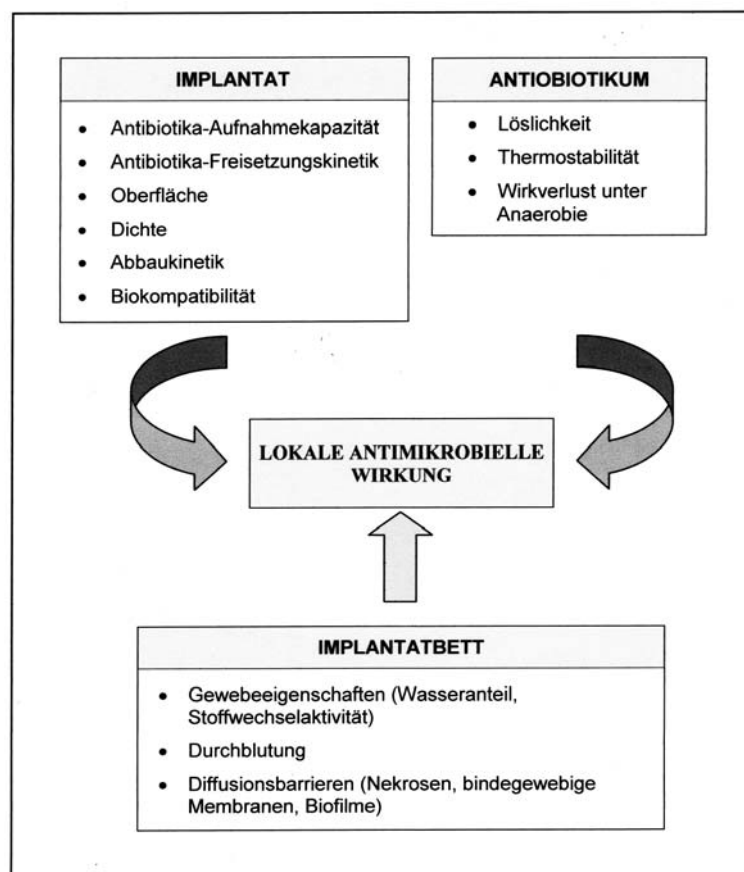 IMPLANTAT
• Antibiotika-Aufnahmekapazität
• Antibiotika-Freisetzungskinetik
• Oberfläche
• Dichte
• Abbaukinetik
• Biokompatibilität
ANTIOBIOTIKUM
• Löslichkeit
• Thermostabilität
• Wirkverlust unter
Anaerobie
LOKALE ANTIMIKROBIELLE
WIRKUNG
IMPLANTATBETT
• Gewebeeigenschaften (Wasseranteil,
Stoffwechselaktivität)
• Durchblutung
• Diffusionsbarrieren (Nekrosen, bindegewebige
Membranen, Biofilme)